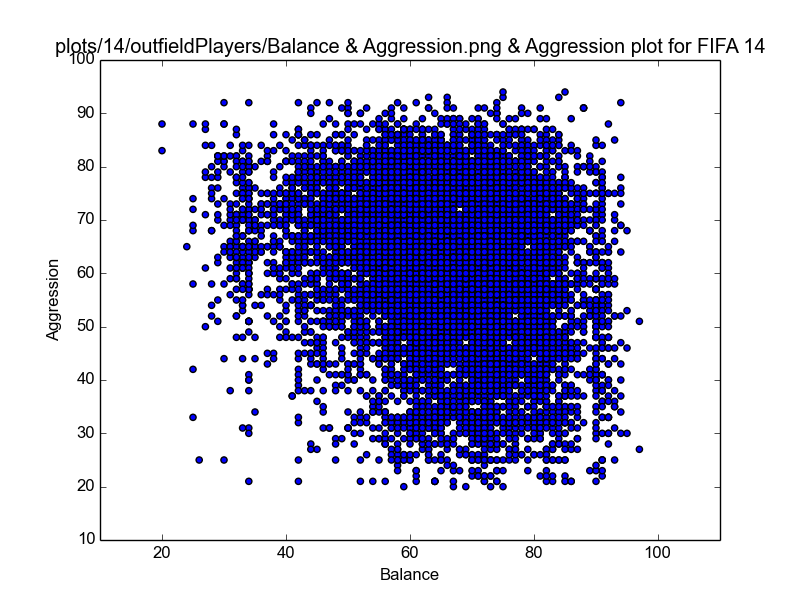 plots/14/outfieldPlayers/Balance & Aggression.png & Aggression plot for FIFA 14
100
90
80
70
60
50
40
30
20
10
Aggression
20 40 60 80 100
Balance